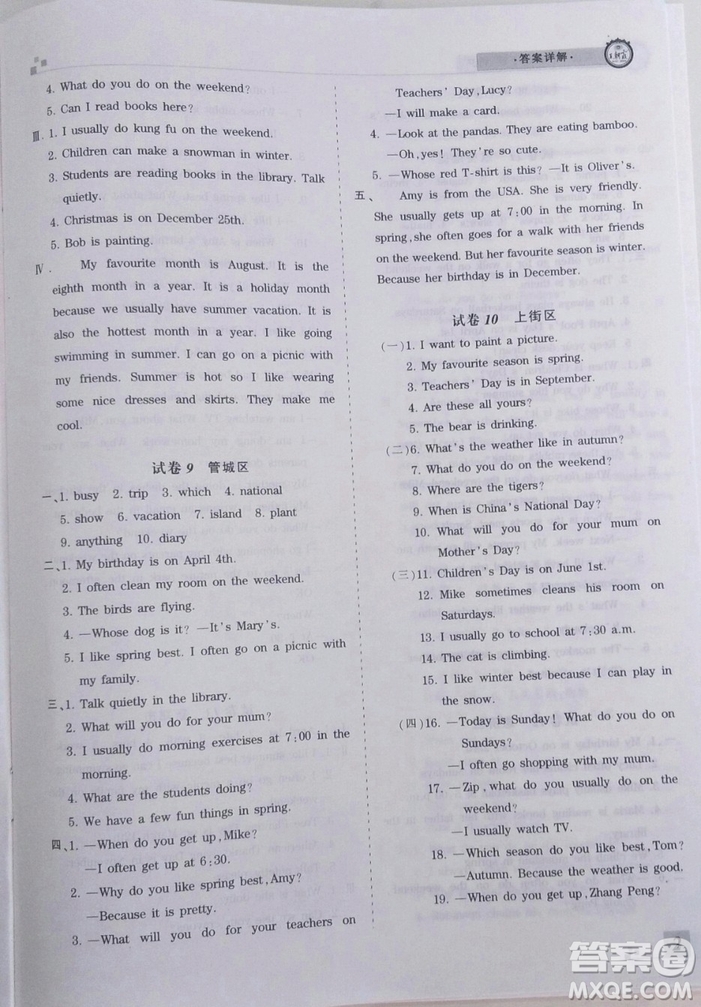 ·答案详解·
4. What do you do on the weekend?
5. Can I read books here?
Ⅲ. 1. I usually do kung fu on the weekend.
2. Children can make a snowman in winter.
3. Students are reading books in the library. Talk
quietly.
4. Christmas is on December 25th.
5. Bob is painting.
Ⅳ. My favourite month is August. It is the
eighth month in a year. It is a holiday month
because we usually have summer vacation. It is
also the hottest month in a year. I like going
swimming in summer. I can go on a picnic with
my friends. Summer is hot so I like wearing
some nice dresses and skirts. They make me
cool.
试卷 9 管城区
一、1. busy 2. trip 3. which 4. national
5. show 6. vacation 7. island 8. plant
9. anything 10. diary
二、1. My birthday is on April 4th.
2. I often clean my room on the weekend.
3. The birds are flying.
4. —Whose dog is it? —It's Mary's.
5. I like spring best. I can go on a picnic with
my family.
三、1. Talk quietly in the library.
2. What will you do for your mum?
3. I usually do morning exercises at 7:00 in the
morning.
4. What are the students doing?
5. We have a few fun things in spring.
四、1. —When do you get up, Mike?
—I often get up at 6:30.
2. —Why do you like spring best, Amy?
—Because it is pretty.
3. —What will you do for your teachers on
Teachers' Day, Lucy?
—I will make a card.
4. —Look at the pandas. They are eating bamboo.
—Oh, yes! They're so cute.
5. —Whose red T-shirt is this? —It is Oliver's.
五、 Amy is from the USA. She is very friendly.
She usually gets up at 7:00 in the morning. In
spring, she often goes for a walk with her friends
on the weekend. But her favourite season is winter.
Because her birthday is in December.
试卷 10 上街区
(一)1. I want to paint a picture.
2. My favourite season is spring.
3. Teachers' Day is in September.
4. Are these all yours?
5. The bear is drinking.
(二)6. What's the weather like in autumn?
7. What do you do on the weekend?
8. Where are the tigers?
9. When is China's National Day?
10. What will you do for your mum on
Mother's Day?
(三)11. Children's Day is on June 1st.
12. Mike sometimes cleans his room on
Saturdays.
13. I usually go to school at 7:30 a.m.
14. The cat is climbing.
15. I like winter best because I can play in
the snow.
(四)16. —Today is Sunday! What do you do on
Sundays?
—I go shopping with my mum.
17. —Zip, what do you usually do on the
weekend?
—I usually watch TV.
18. —Which season do you like best, Tom?
—Autumn. Because the weather is good.
19. —When do you get up, Zhang Peng?
答案圈
MXQE.COM